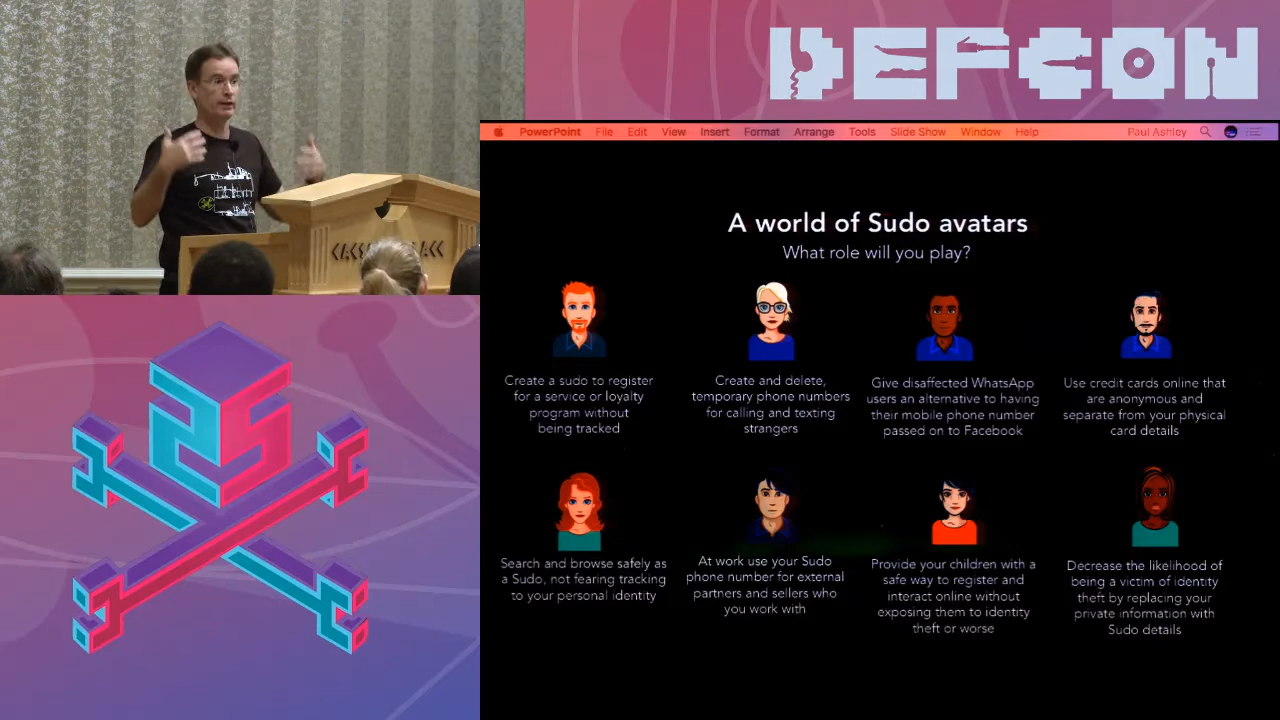 DEFCON
PowerPoint File Edit View Insert Format Arrange Tools Slide Show Window Help Paul Ashley
A world of Sudo avatars
What role will you play?
Create a sudo to register
for a service or loyalty
program without
being tracked
Create and delete,
temporary phone numbers
for calling and texting
strangers
Give disaffected WhatsApp
users an alternative to having
their mobile phone number
passed on to Facebook
Use credit cards online that
are anonymous and
separate from your physical
card details
Search and browse safely as
a Sudo, not fearing tracking
to your personal identity
At work use your Sudo
phone number for external
partners and sellers who
you work with
Provide your children with a
safe way to register and
interact online without
exposing them to identity
theft or worse
Decrease the likelihood of
being a victim of identity
theft by replacing your
private information with
Sudo details
25